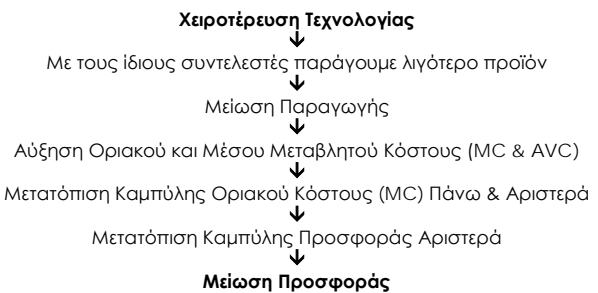 Χειροτέρευση Τεχνολογίας
Με τους ίδιους συντελεστές παράγουμε λιγότερο προϊόν
Μείωση Παραγωγής
Αύξηση Οριακού και Μέσου Μεταβλητού Κόστους (MC & AVC)
Μετατόπιση Καμπύλης Οριακού Κόστους (MC) Πάνω & Αριστερά
Μετατόπιση Καμπύλης Προσφοράς Αριστερά
Μείωση Προσφοράς